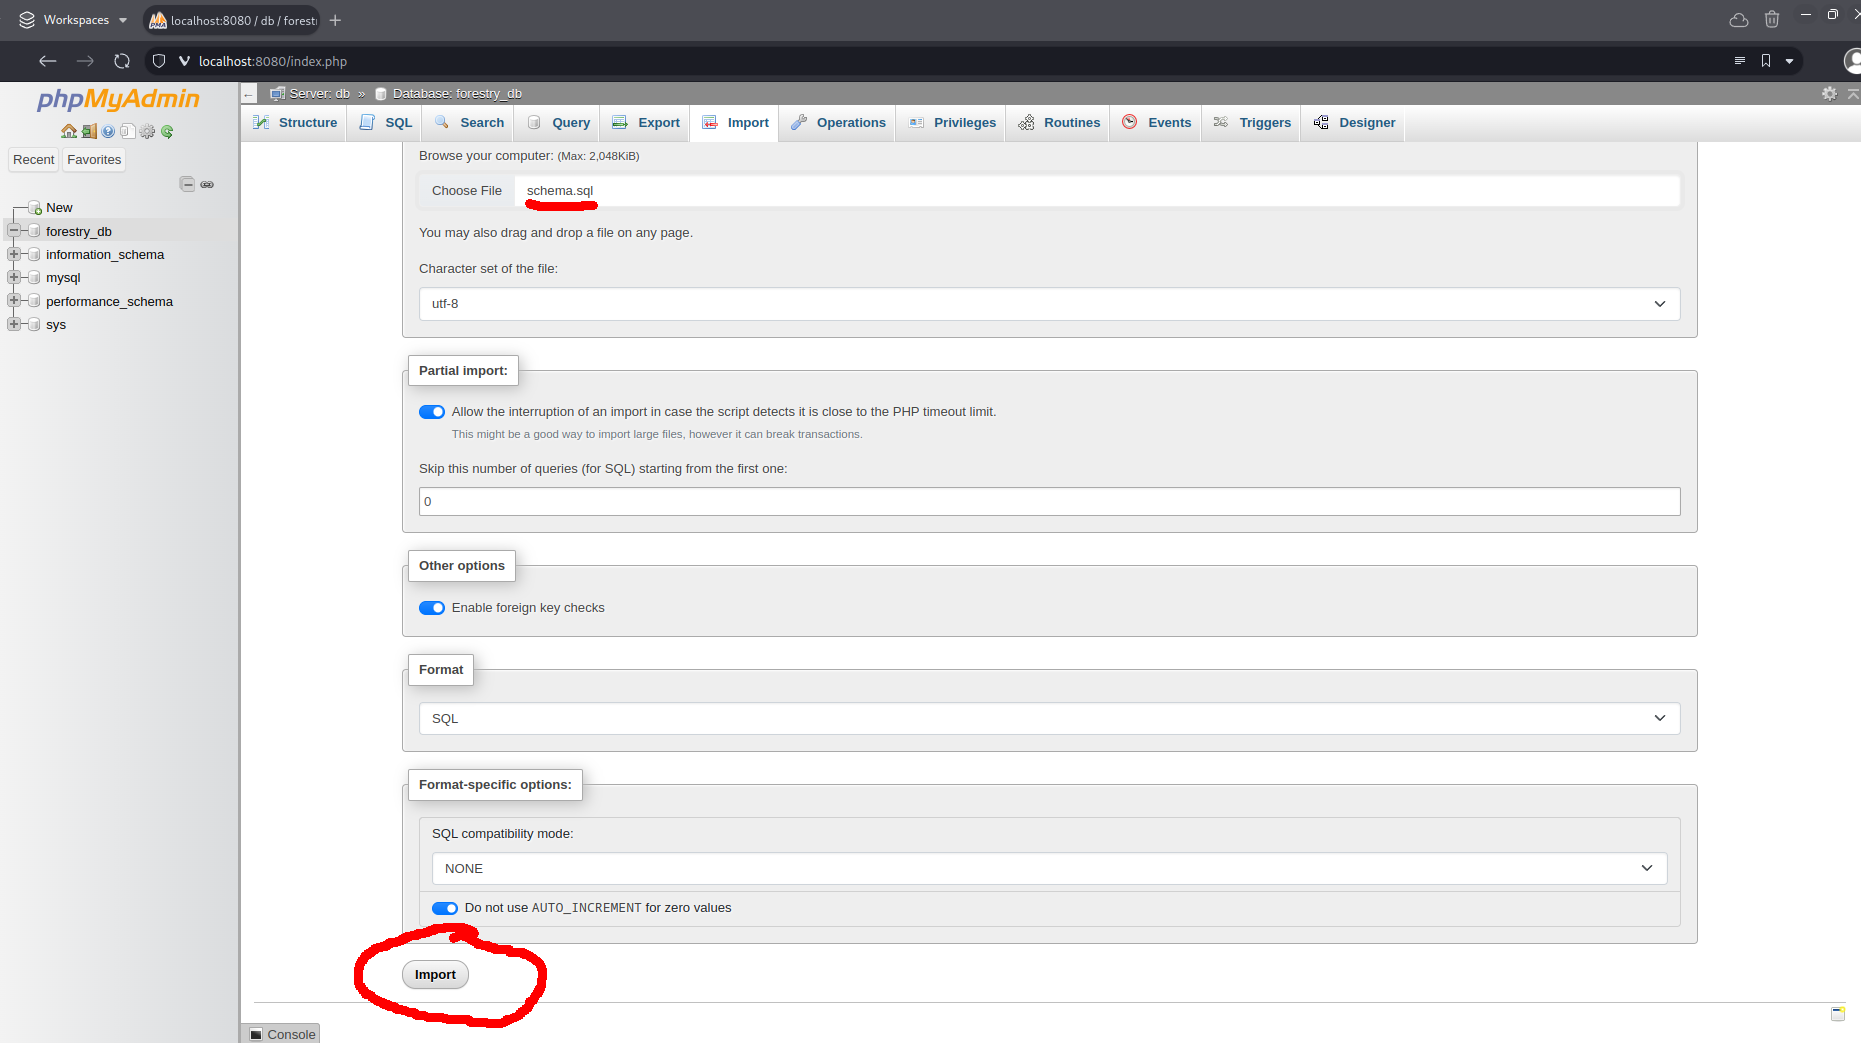 Workspaces
localhost:8080 / db / forest
localhost:8080/index.php
phpMyAdmin
Server: db » Database: forestry_db
Recent Favorites
New
forestry_db
information_schema
mysql
performance_schema
sys
Structure SQL Search Query Export Import Operations Privileges Routines Events Triggers Designer
Browse your computer: (Max: 2,048KiB)
Choose File schema.sql
You may also drag and drop a file on any page.
Character set of the file:
utf-8
Partial import:
Allow the interruption of an import in case the script detects it is close to the PHP timeout limit.
This might be a good way to import large files, however it can break transactions.
Skip this number of queries (for SQL) starting from the first one:
0
Other options
Enable foreign key checks
Format
SQL
Format-specific options:
SQL compatibility mode:
NONE
Do not use AUTO_INCREMENT for zero values
Import
Console